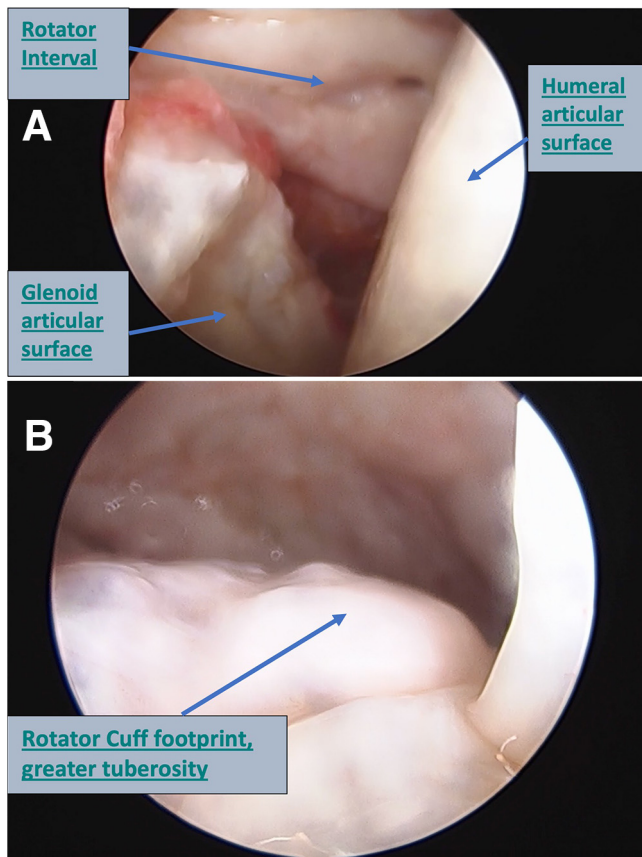 Rotator
Interval
A
Humeral
articular
surface
Glenoid
articular
surface
B
Rotator Cuff footprint,
greater tuberosity